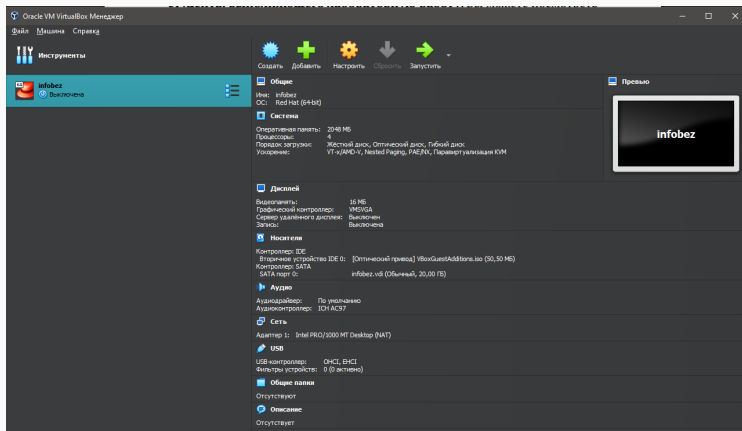 Oracle VM VirtualBox Менеджер
Файл Машина Справка
Инструменты
Создать Добавить Настроить Сбросить Запустить
64
infobez
Выключена
Общие
Имя: infobez
ОС: Red Hat (64-bit)
Превью
infobez
Система
Оперативная память: 2048 МБ
Процессоры: 4
Порядок загрузки: Жёсткий диск, Оптический диск, Гибкий диск
Ускорение: VT-x/AMD-V, Nested Paging, PAE/NX, Паравиртуализация KVM
Дисплей
Видеопамять: 16 МБ
Графический контроллер: VMSVGA
Сервер удалённого дисплея: Выключен
Запись: Выключена
Носители
Контроллер: IDE
Вторичное устройство IDE 0: [Оптический привод] VBoxGuestAdditions.iso (50,50 МБ)
Контроллер: SATA
SATA порт 0: infobez.vdi (Обычный, 20,00 ГБ)
Аудио
Аудиодрайвер: По умолчанию
Аудиоконтроллер: ICH AC97
Сеть
Адаптер 1: Intel PRO/1000 MT Desktop (NAT)
USB
USB-контроллер: OHCI, EHCI
Фильтры устройств: 0 (0 активно)
Общие папки
Отсутствуют
Описание
Отсутствует